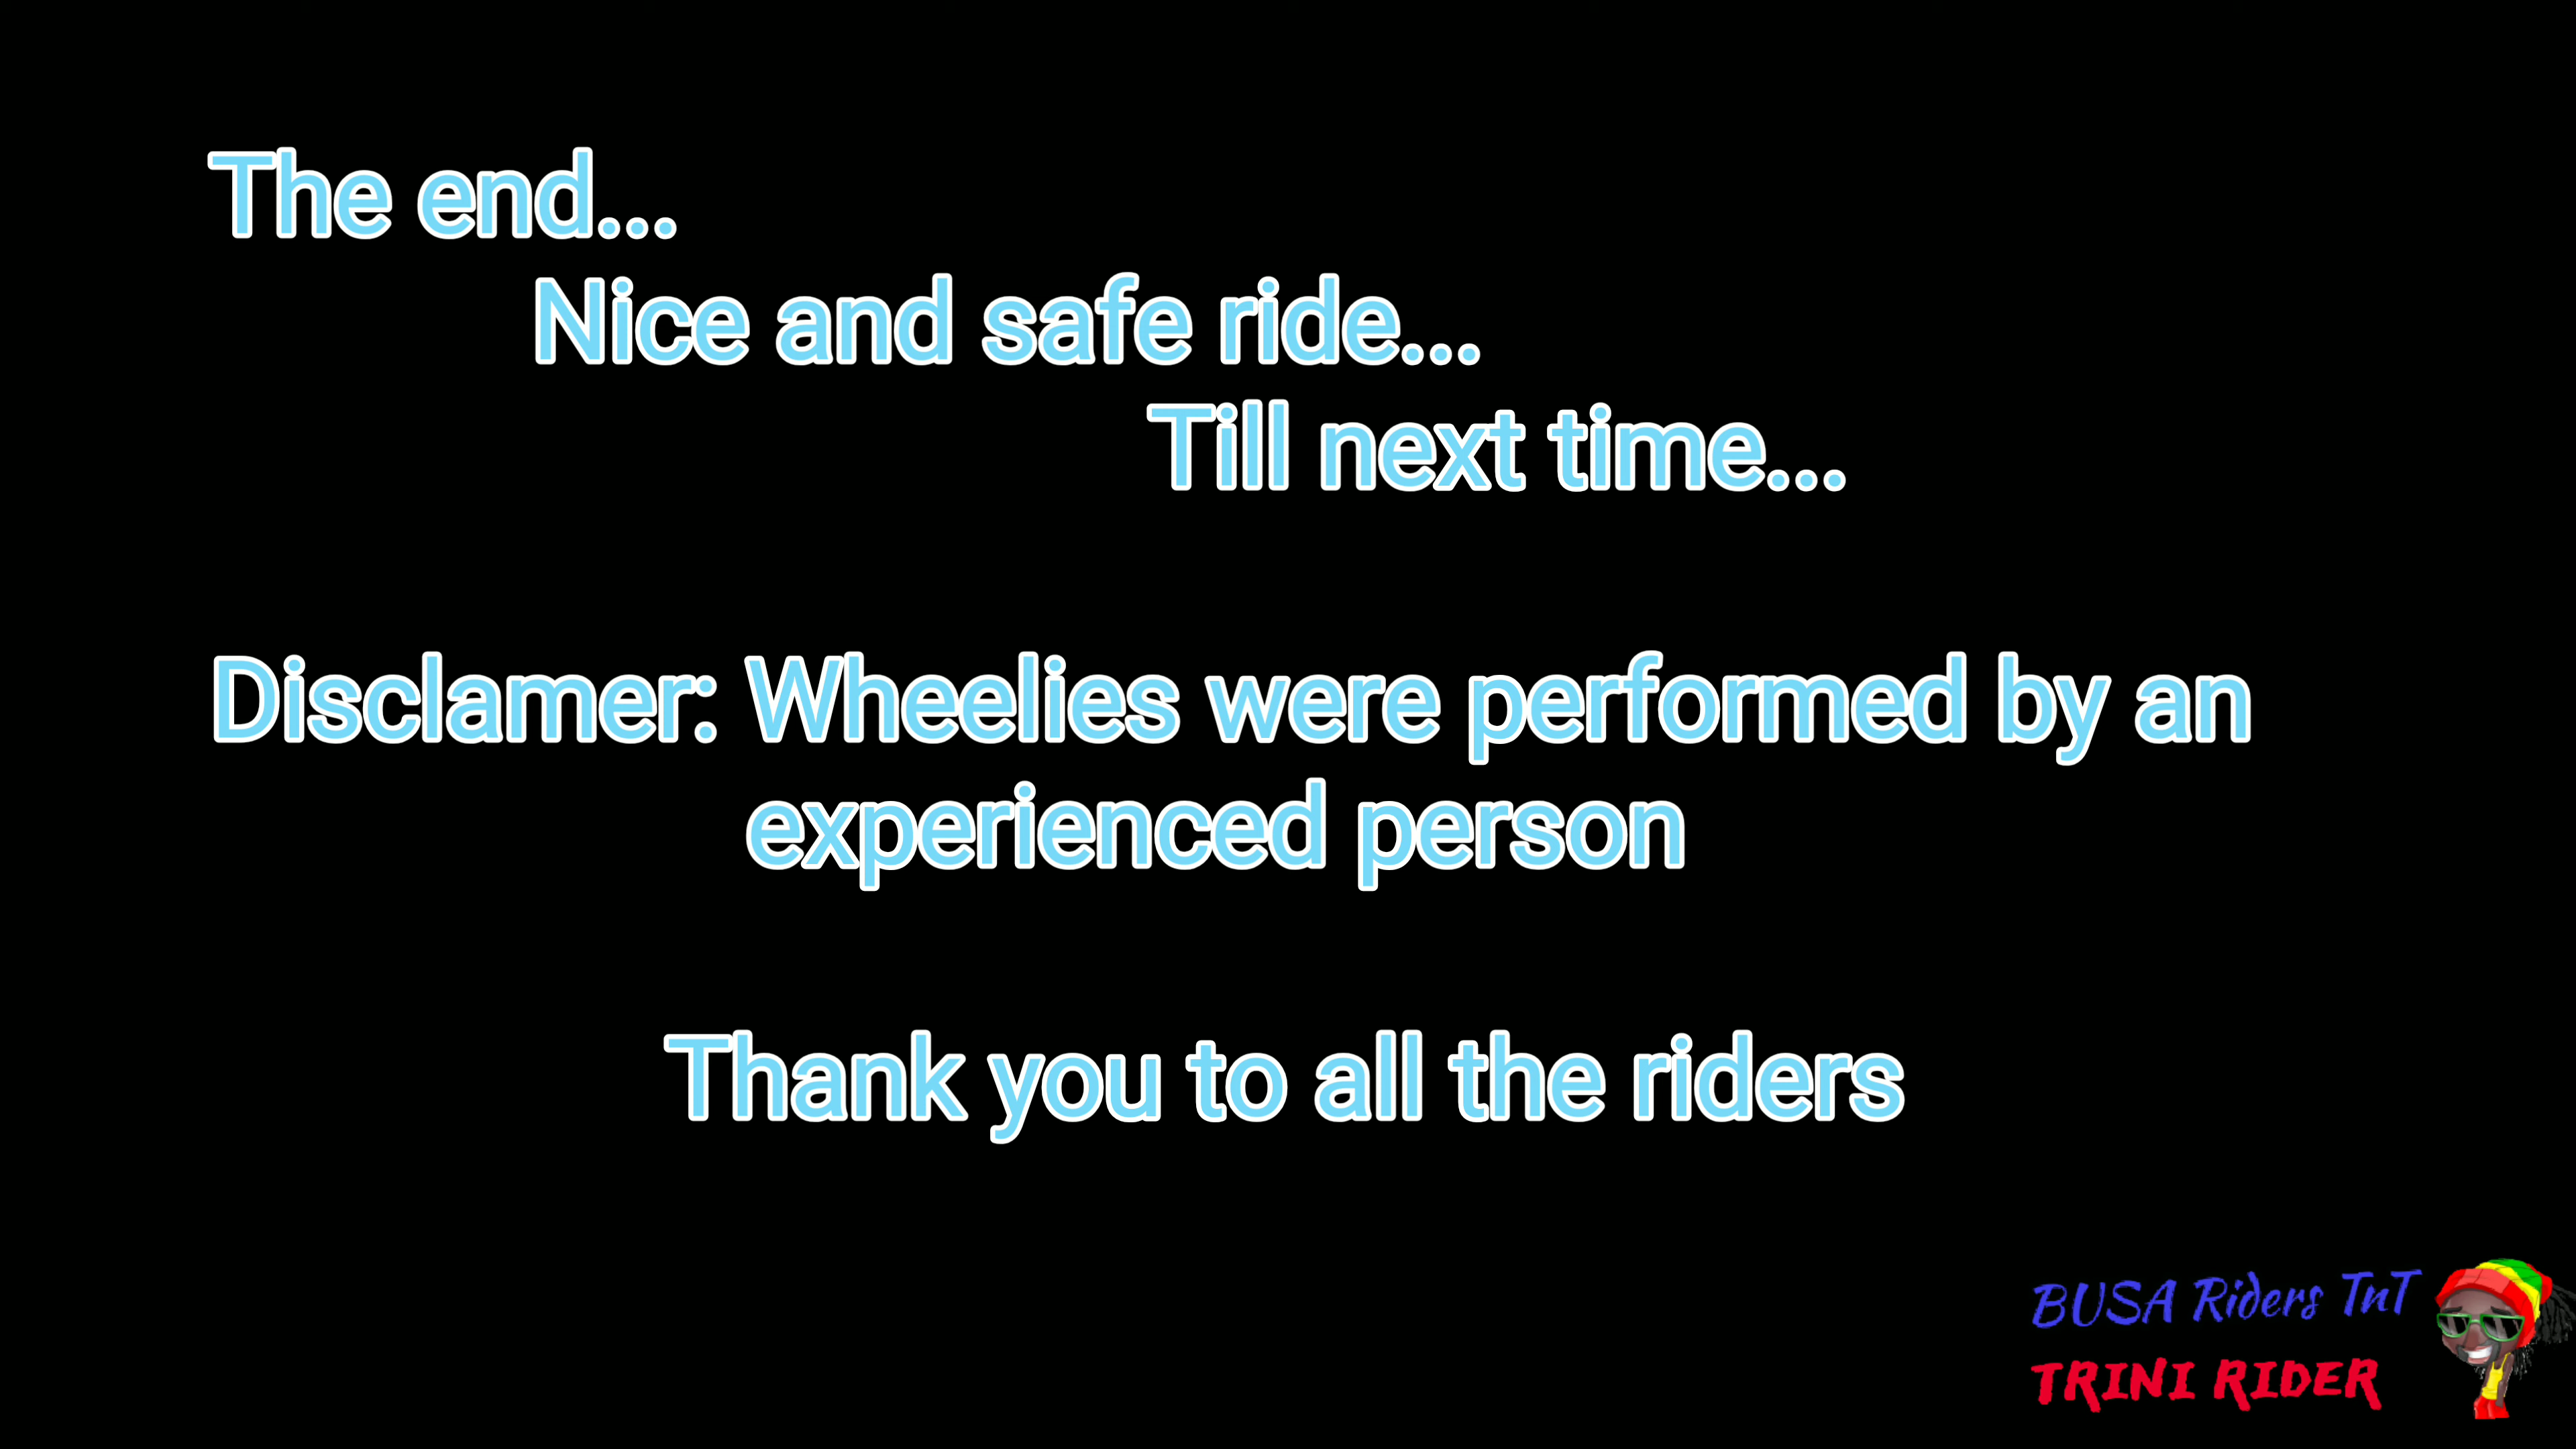 The end...
Nice and safe ride...
Till next time...
Disclamer: Wheelies were performed by an
experienced person
Thank you to all the riders
BUSA Riders TnT
TRINI RIDER